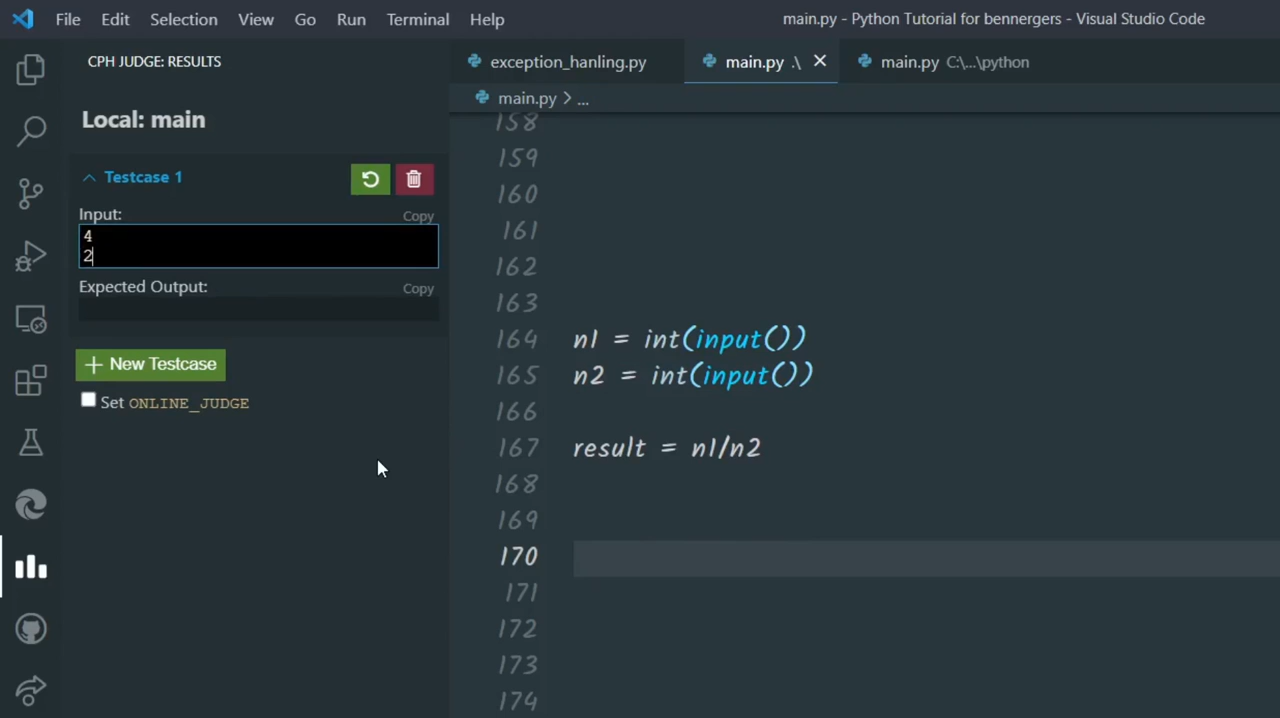 File Edit Selection View Go Run Terminal Help
main.py - Python Tutorial for bennergers - Visual Studio Code
CPH JUDGE: RESULTS
exception_hanling.py
main.py .\
main.py C:\...\python
main.py > ...
Local: main
Testcase 1
Input:
Copy
4
2
Expected Output:
Copy
+ New Testcase
Set ONLINE_JUDGE
158
159
160
161
162
163
164 n1 = int(input())
165 n2 = int(input())
166
167 result = n1/n2
168
169
170
171
172
173
174